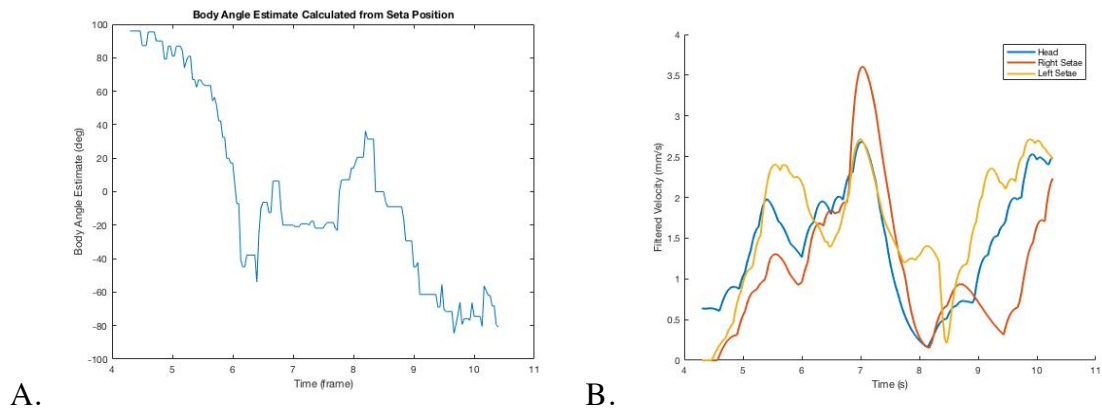 Body Angle Estimate Calculated from Seta Position
100
80
60
40
20
0
-20
-40
-60
-80
-100
Body Angle Estimate (deg)
4 5 6 7 8 9 10 11
Time (frame)
A.
4
3.5
3
2.5
2
1.5
1
0.5
0
Filtered Velocity (mm/s)
Head
Right Setae
Left Setae
4 5 6 7 8 9 10 11
Time (s)
B.